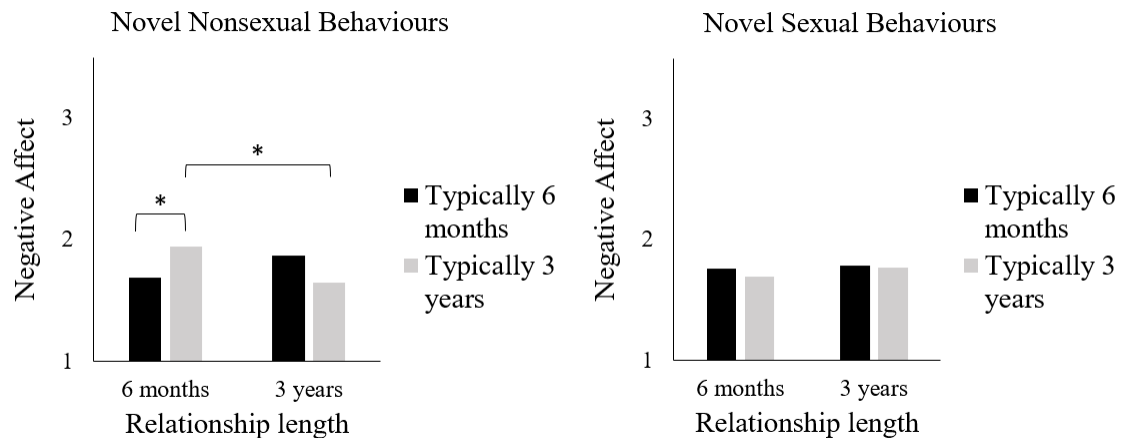 Novel Nonsexual Behaviours
Negative Affect
3
2
1
*
*
6 months
3 years
Relationship length
Typically 6
months
Typically 3
years
Novel Sexual Behaviours
Negative Affect
3
2
1
6 months
3 years
Relationship length
Typically 6
months
Typically 3
years